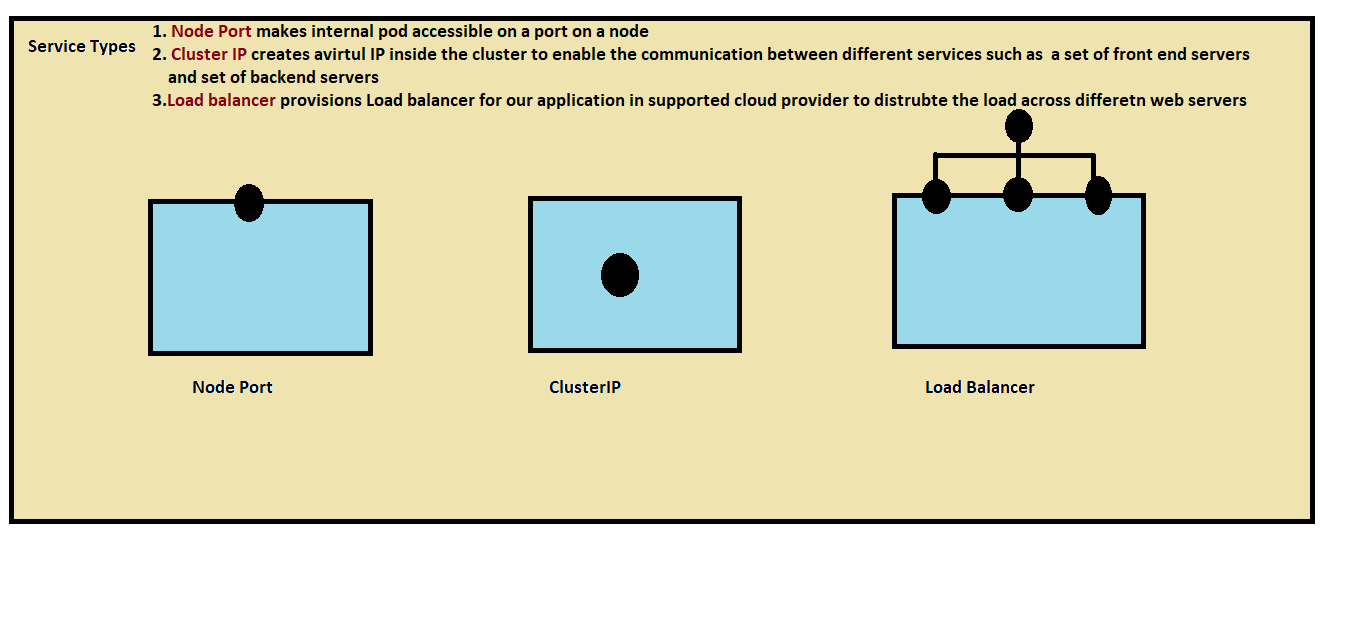 Service Types
1. Node Port makes internal pod accessible on a port on a node
2. Cluster IP creates avirtul IP inside the cluster to enable the communication between different services such as a set of front end servers
and set of backend servers
3.Load balancer provisions Load balancer for our application in supported cloud provider to distrubte the load across differetn web servers
Node Port
ClusterIP
Load Balancer